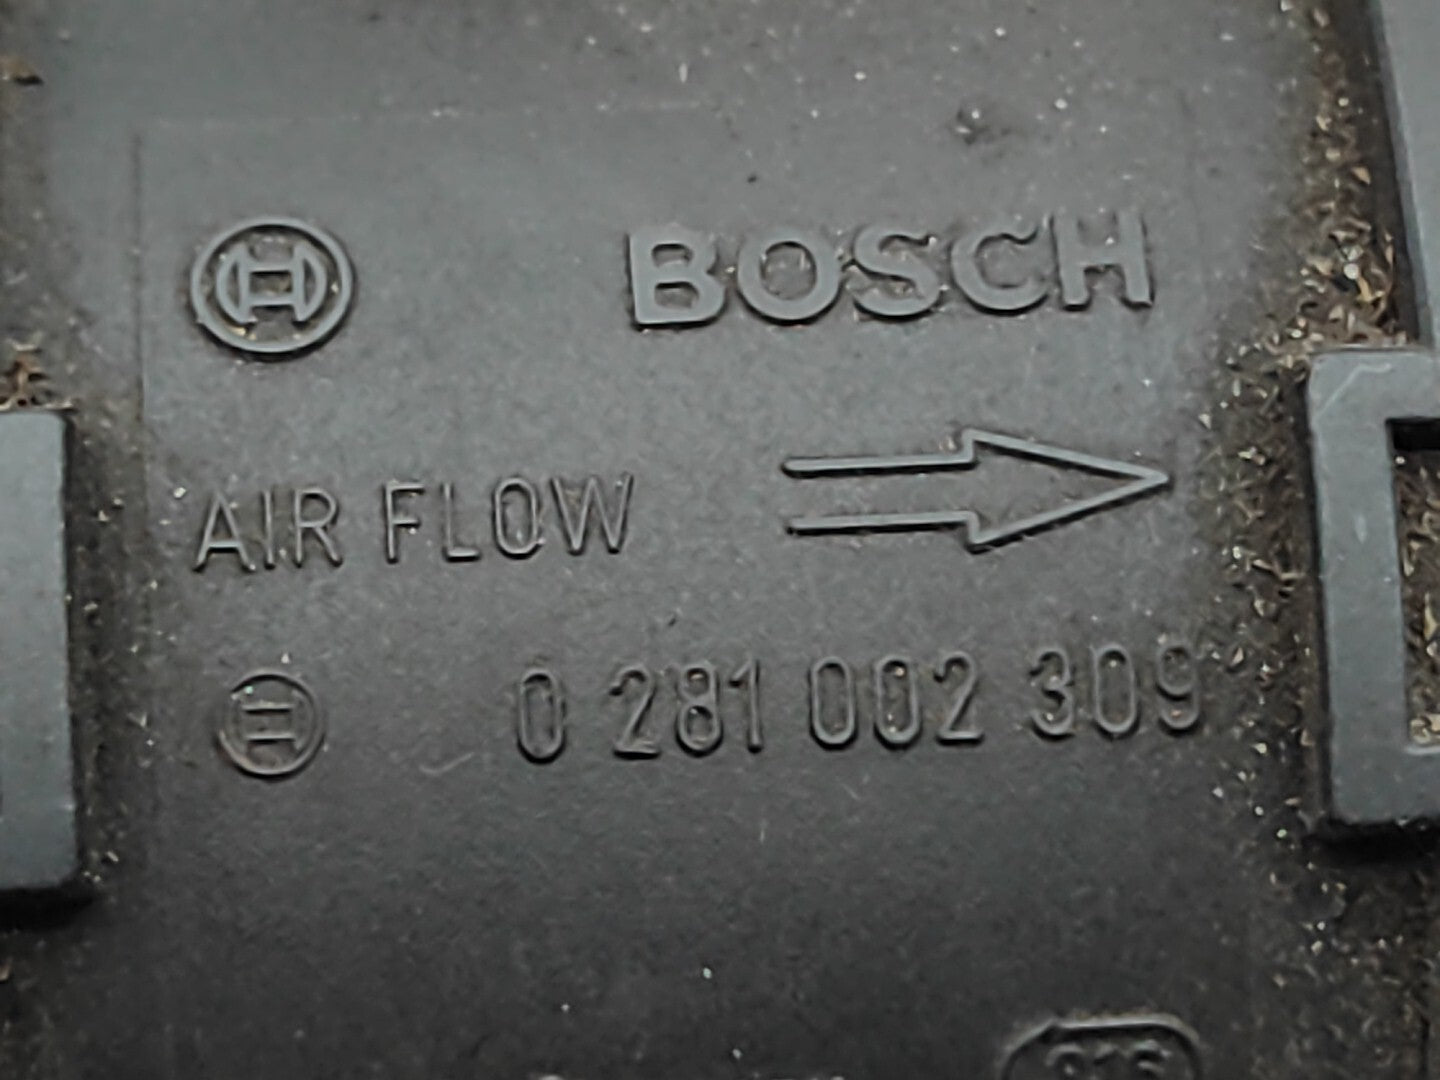 BOSCH
AIR FLOW
0 281 002 309